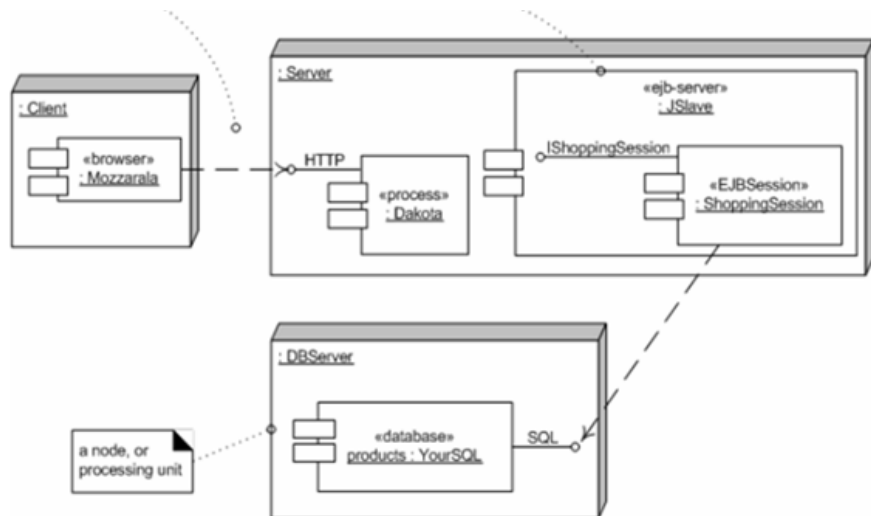 : Client
«browser»
: Mozzarala
: Server
HTTP
«process»
: Dakota
«ejb-server»
: JSlave
IShoppingSession
«EJBSession»
: ShoppingSession
: DBServer
«database»
products : YourSQL
SQL
a node, or
processing unit